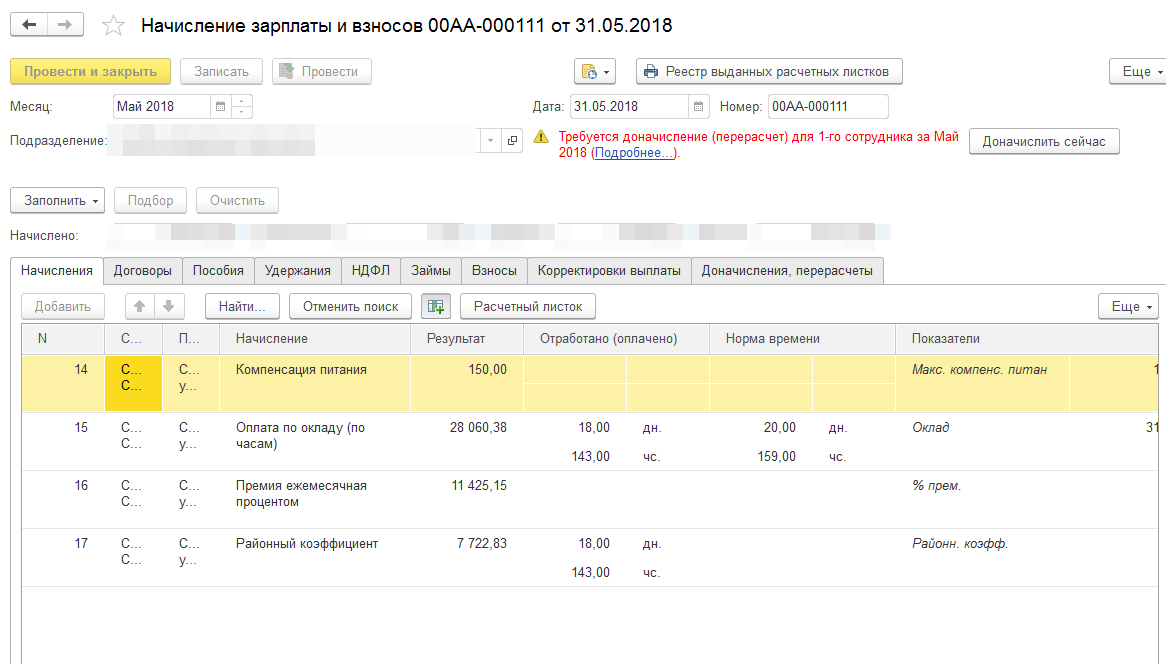 Начисление зарплаты и взносов 00АА-000111 от 31.05.2018
Провести и закрыть Записать Провести Реестр выданных расчетных листков Еще
Месяц: Май 2018 Дата: 31.05.2018 Номер: 00АА-000111
Подразделение: Требуется доначисление (перерасчет) для 1-го сотрудника за Май
2018 (Подробнее...). Доначислить сейчас
Заполнить Подбор Очистить
Начислено:
Начисления Договоры Пособия Удержания НДФЛ Займы Взносы Корректировки выплаты Доначисления, перерасчеты
Добавить Найти... Отменить поиск Расчетный листок Еще
N С... П... Начисление Результат Отработано (оплачено) Норма времени Показатели
14 С... С... Компенсация питания 150,00 Макс. компенс. питан 1
С... у...
15 С... С... Оплата по окладу (по 28 060,38 18,00 дн. 20,00 дн. Оклад 31
С... у... часам)
143,00 чс. 159,00 чс.
16 С... С... Премия ежемесячная 11 425,15 % прем.
С... у... процентом
17 С... С... Районный коэффициент 7 722,83 18,00 дн. Районн. коэфф.
С... у...
143,00 чс.